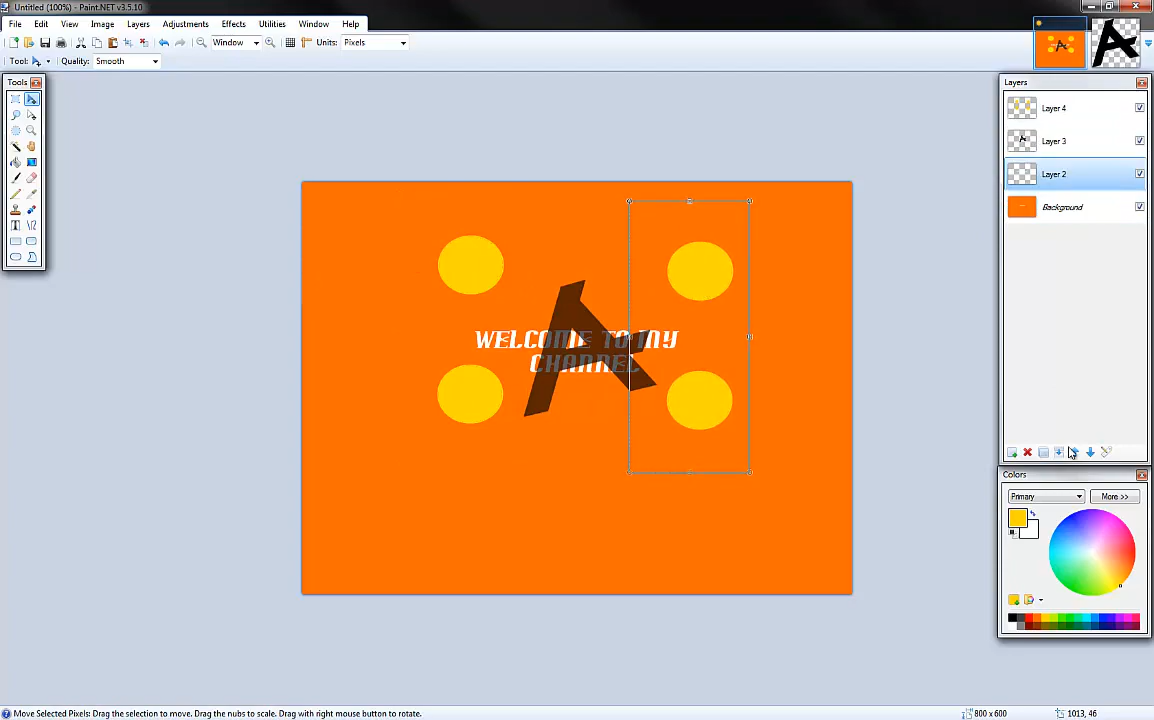 Untitled (100%) - Paint.NET v3.5.10
File Edit View Image Layers Adjustments Effects Utilities Window Help
Window Units: Pixels
Tool: Quality: Smooth
Tools
Layers
Layer 4
Layer 3
Layer 2
Background
A
WELCOME TO MY
CHANNEL
Colors
Primary More >>
Move Selected Pixels: Drag the selection to move. Drag the nubs to scale. Drag with right mouse button to rotate. 800 x 600 1013, 46